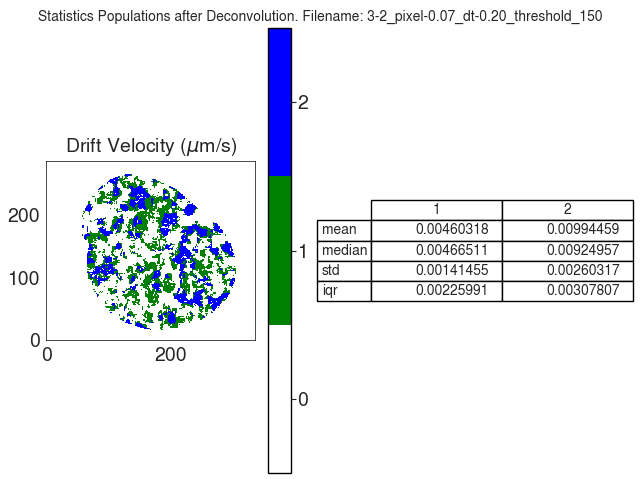 Statistics Populations after Deconvolution. Filename: 3-2_pixel-0.07_dt-0.20_threshold_150
Drift Velocity (μm/s)
200
100
0
0 200
2
1
0
1 2
mean 0.00460318 0.00994459
median 0.00466511 0.00924957
std 0.00141455 0.00260317
iqr 0.00225991 0.00307807